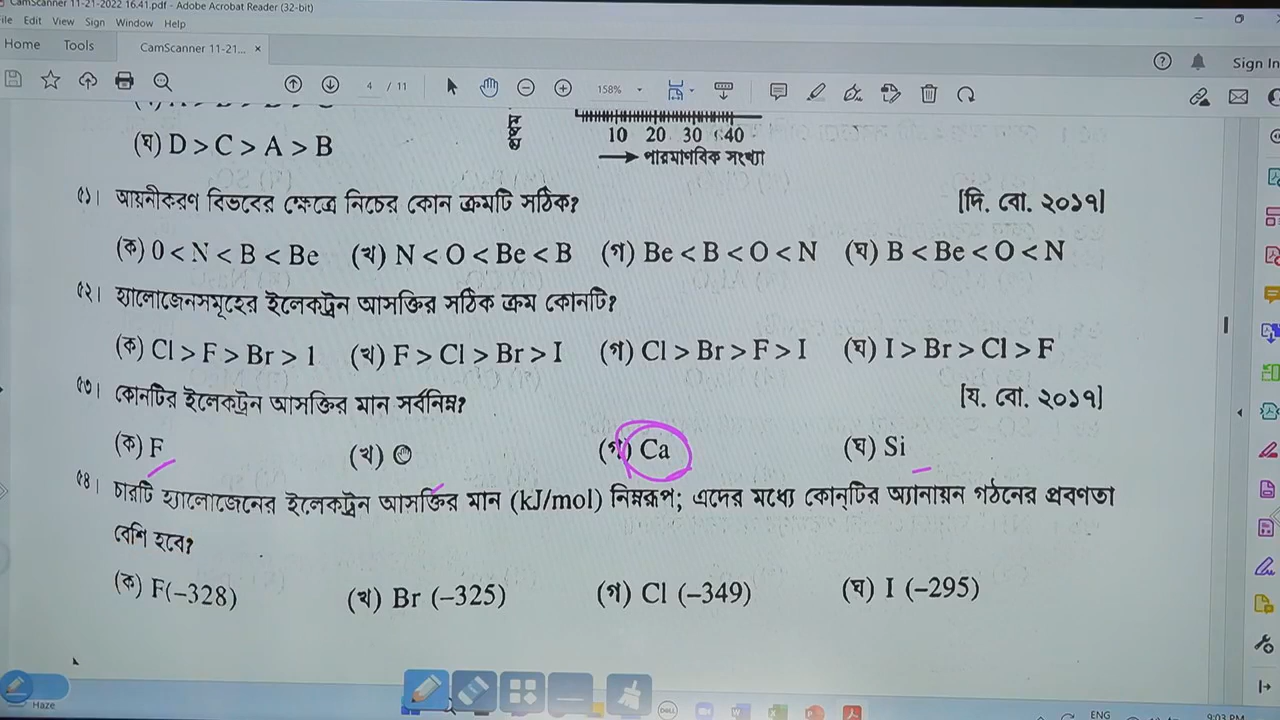 CamScanner 11-21-2022 16.41.pdf - Adobe Acrobat Reader (32-bit)
File Edit View Sign Window Help
Home Tools CamScanner 11-21... × Sign In
4 / 11 158%
(ঘ) D > C > A > B
10 20 30 40
পারমাণবিক সংখ্যা
৫১। আয়নীকরণ বিভবের ক্ষেত্রে নিচের কোন ক্রমটি সঠিক? [দি. বো. ২০১৭]
(ক) O < N < B < Be (খ) N < O < Be < B (গ) Be < B < O < N (ঘ) B < Be < O < N
৫২। হ্যালোজেনসমূহের ইলেকট্রন আসক্তির সঠিক ক্রম কোনটি?
(ক) Cl > F > Br > I (খ) F > Cl > Br > I (গ) Cl > Br > F > I (ঘ) I > Br > Cl > F
৫৩। কোনটির ইলেকট্রন আসক্তির মান সর্বনিম্ন? [য. বো. ২০১৭]
(ক) F (খ) (গ) Ca (ঘ) Si
৫৪। চারটি হ্যালোজেনের ইলেকট্রন আসক্তির মান (kJ/mol) নিম্নরূপ; এদের মধ্যে কোন্‌টির অ্যানায়ন গঠনের প্রবণতা
বেশি হবে?
(ক) F(–328) (খ) Br (–325) (গ) Cl (–349) (ঘ) I (–295)
Haze
ENG 9:03 PM